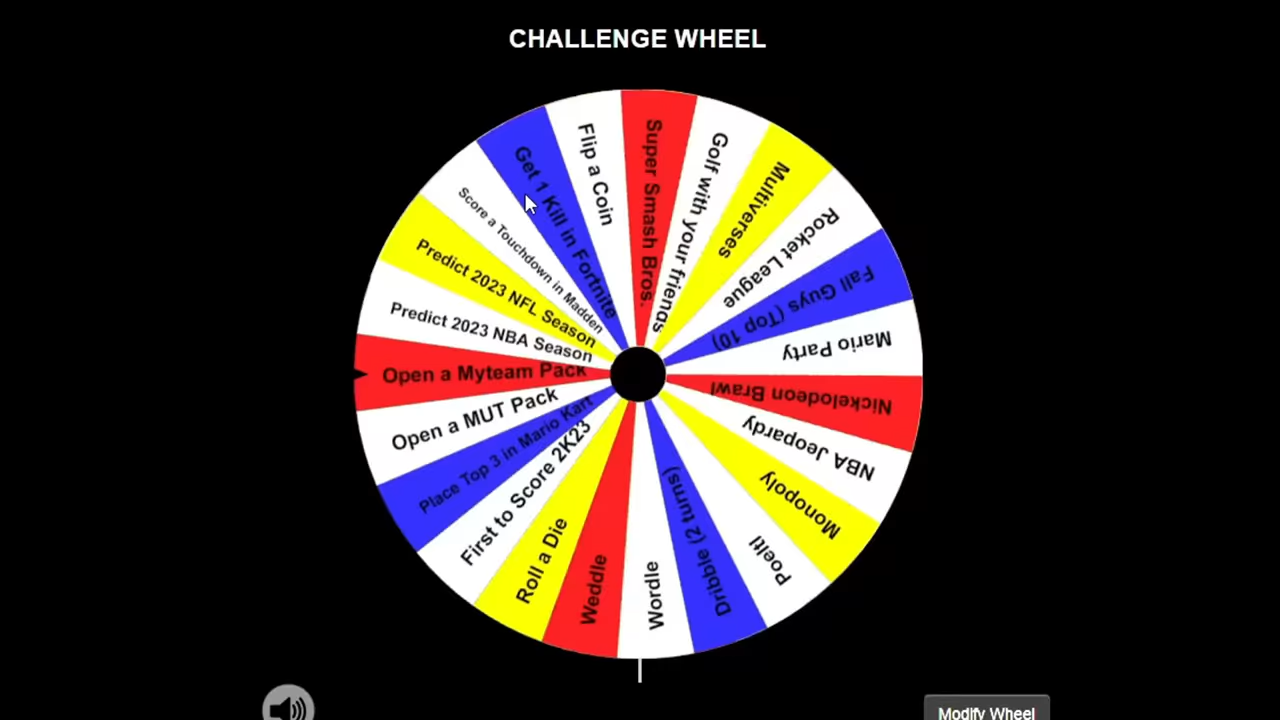 CHALLENGE WHEEL
Super Smash Bros.
Golf with your friends
Multiverses
Rocket League
Fall Guys (Top 10)
Mario Party
Nickelodeon Brawl
NBA Jeopardy
Monopoly
Poeltl
Dribble (2 turns)
Wordle
Weddle
Roll a Die
First to Score 2K23
Place Top 3 in Mario Kart
Open a MUT Pack
Open a Myteam Pack
Predict 2023 NBA Season
Predict 2023 NFL Season
Score a Touchdown in Madden
Get 1 Kill in Fortnite
Flip a Coin
Modify Wheel